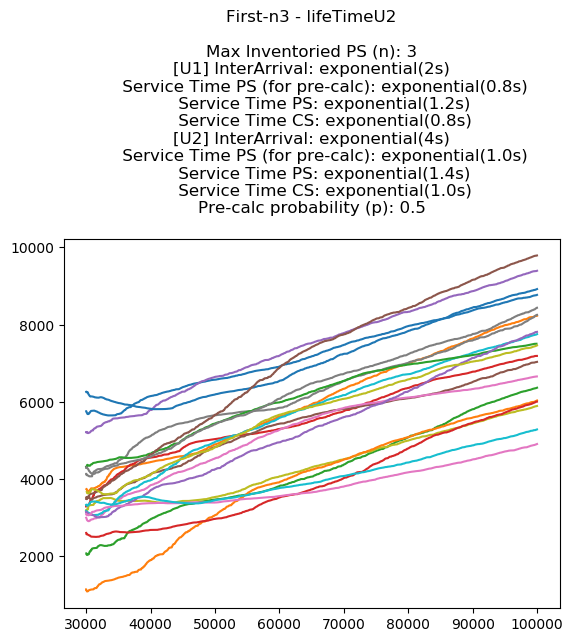 First-n3 - lifeTimeU2
Max Inventoried PS (n): 3
[U1] InterArrival: exponential(2s)
Service Time PS (for pre-calc): exponential(0.8s)
Service Time PS: exponential(1.2s)
Service Time CS: exponential(0.8s)
[U2] InterArrival: exponential(4s)
Service Time PS (for pre-calc): exponential(1.0s)
Service Time PS: exponential(1.4s)
Service Time CS: exponential(1.0s)
Pre-calc probability (p): 0.5
10000
8000
6000
4000
2000
30000 40000 50000 60000 70000 80000 90000 100000